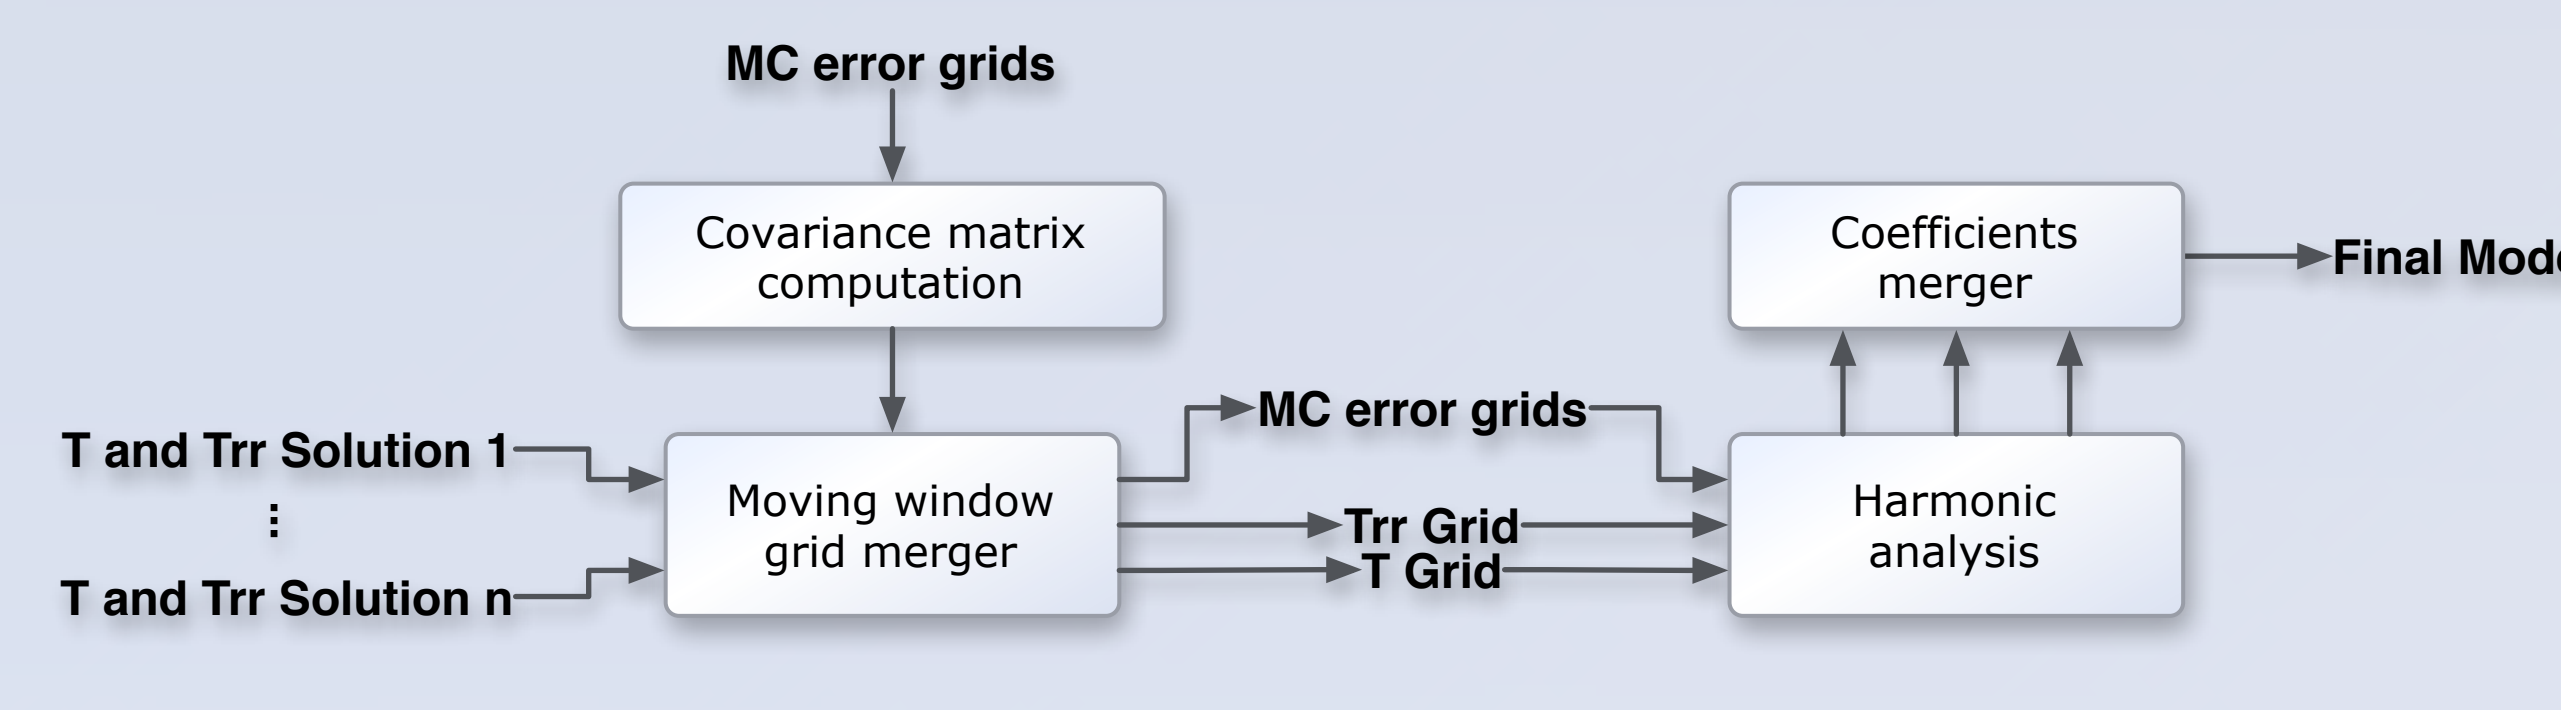 MC error grids
Covariance matrix
computation
T and Trr Solution 1
⋮
T and Trr Solution n
Moving window
grid merger
MC error grids
Trr Grid
T Grid
Harmonic
analysis
Coefficients
merger
Final